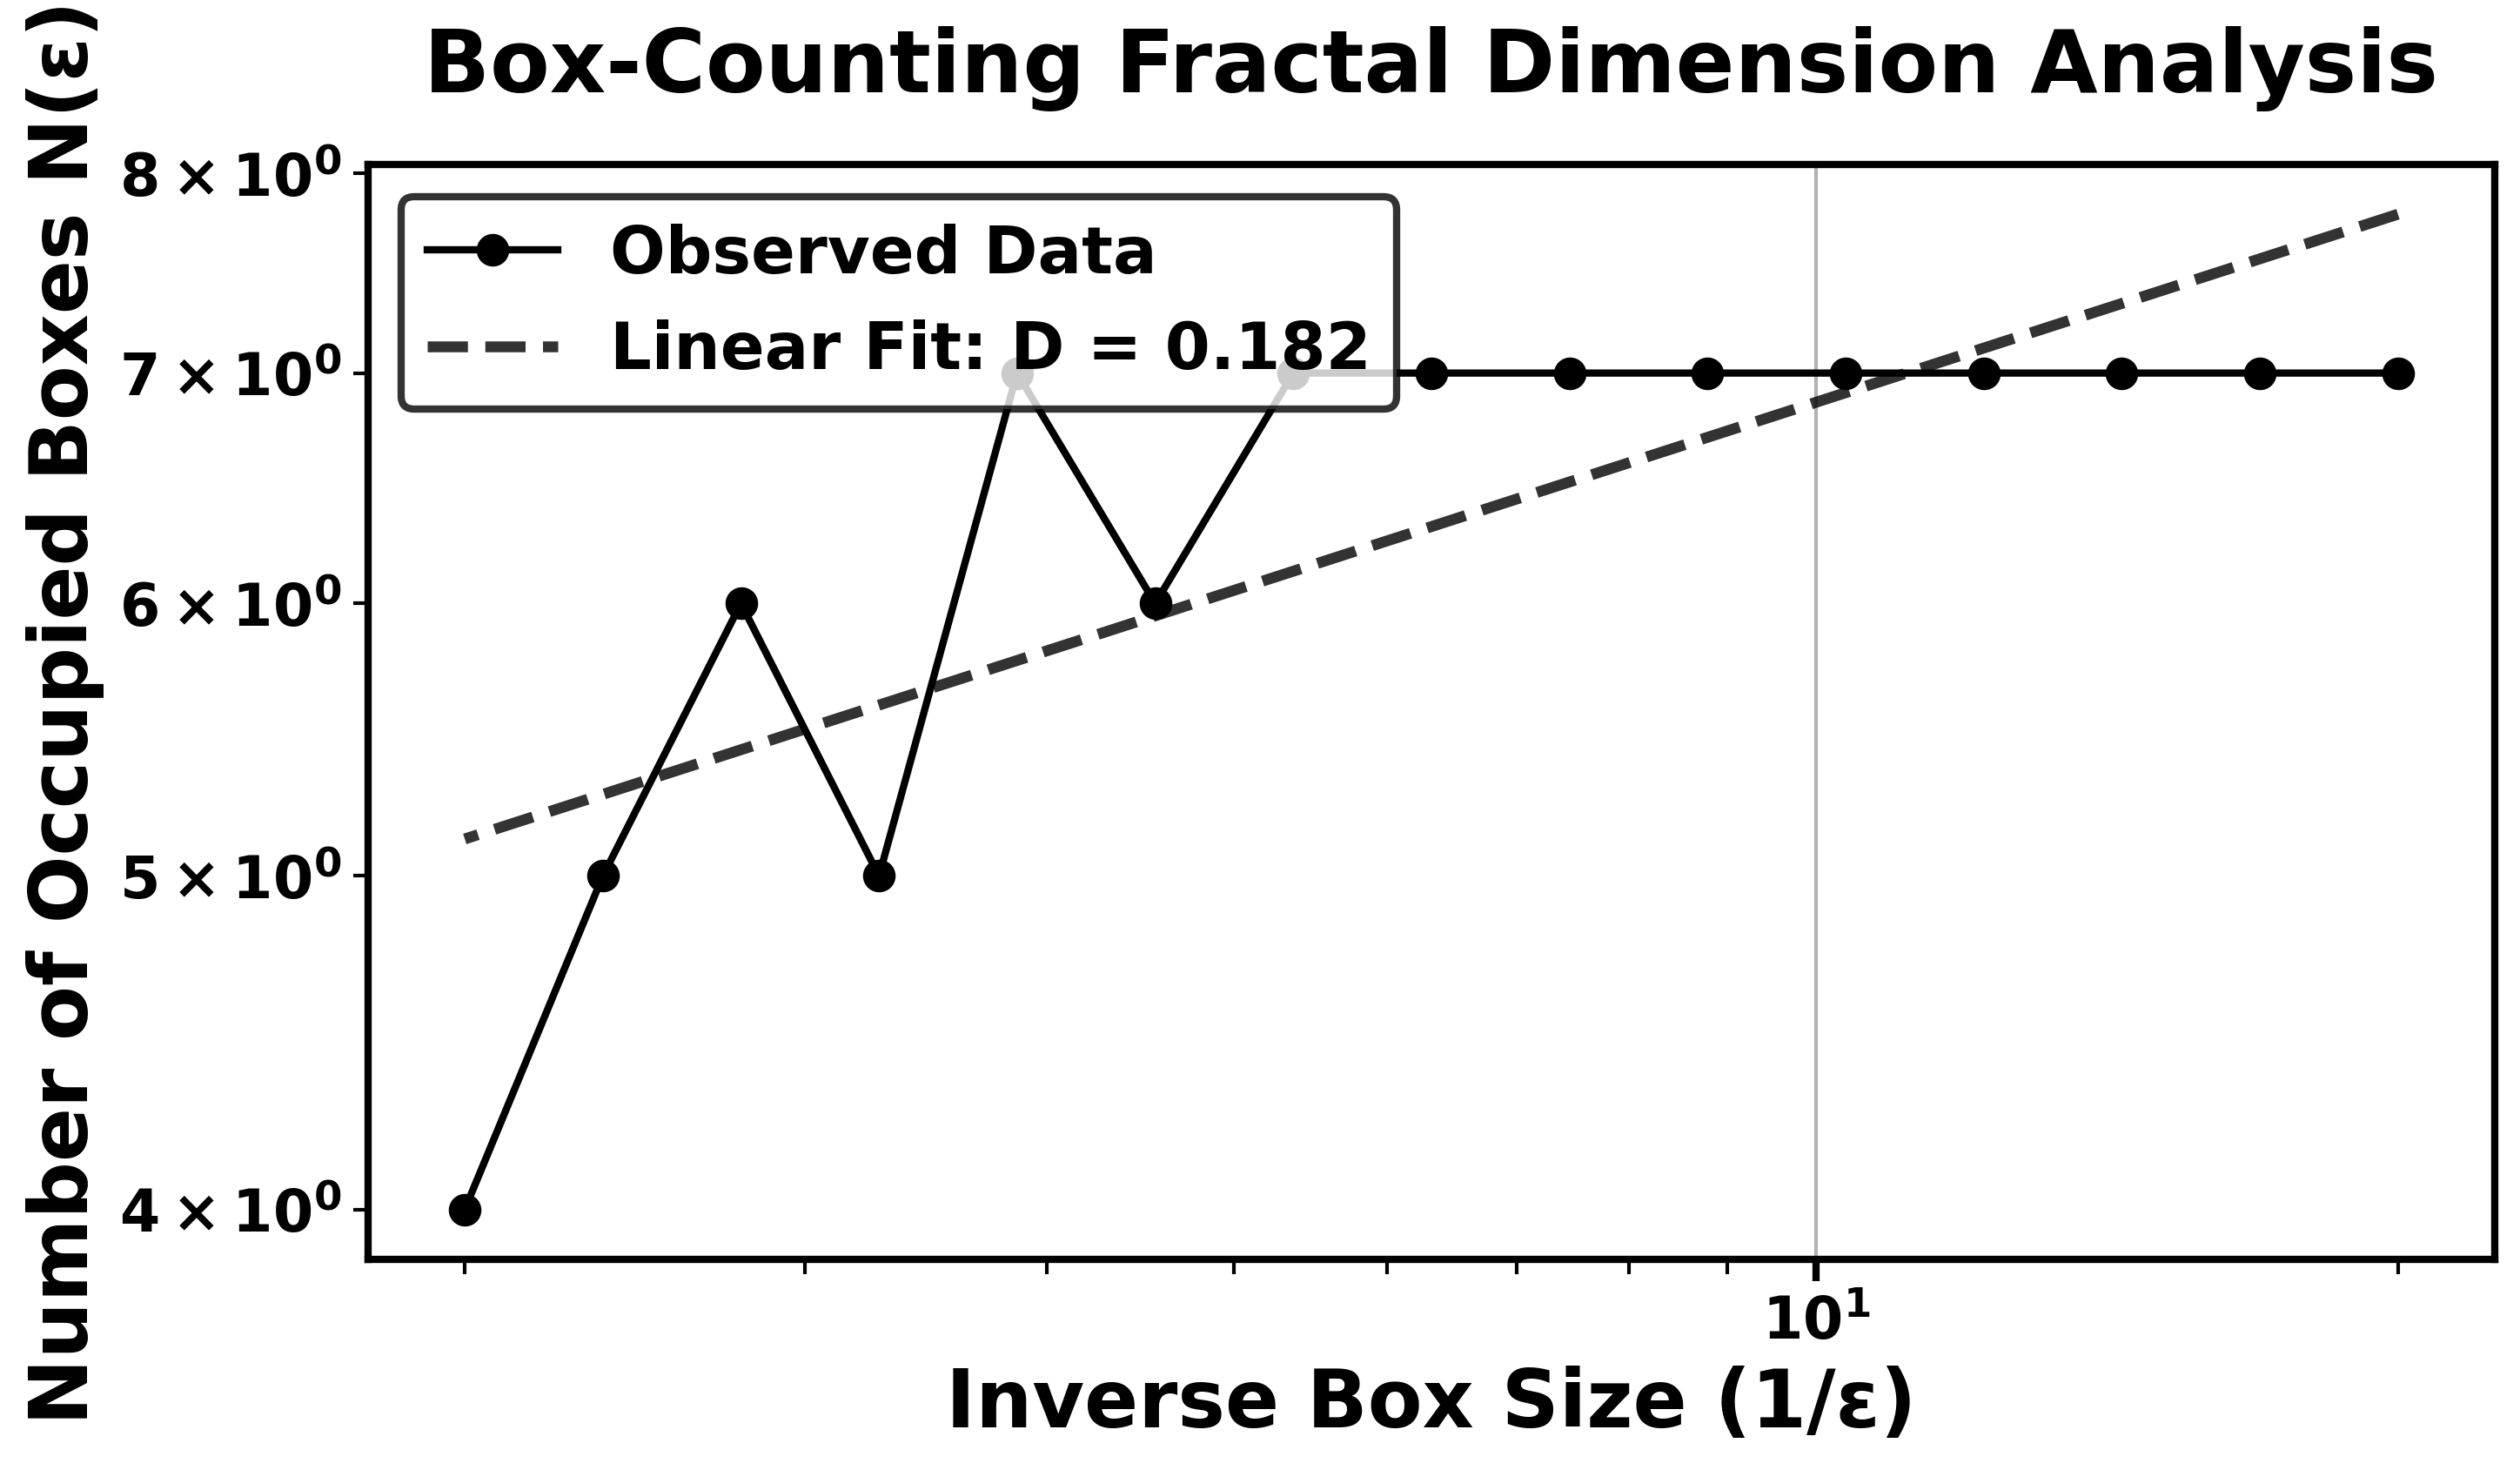 Box-Counting Fractal Dimension Analysis
Number of Occupied Boxes N(ε)
8 × 10⁰
7 × 10⁰
6 × 10⁰
5 × 10⁰
4 × 10⁰
Observed Data
Linear Fit: D = 0.182
10¹
Inverse Box Size (1/ε)